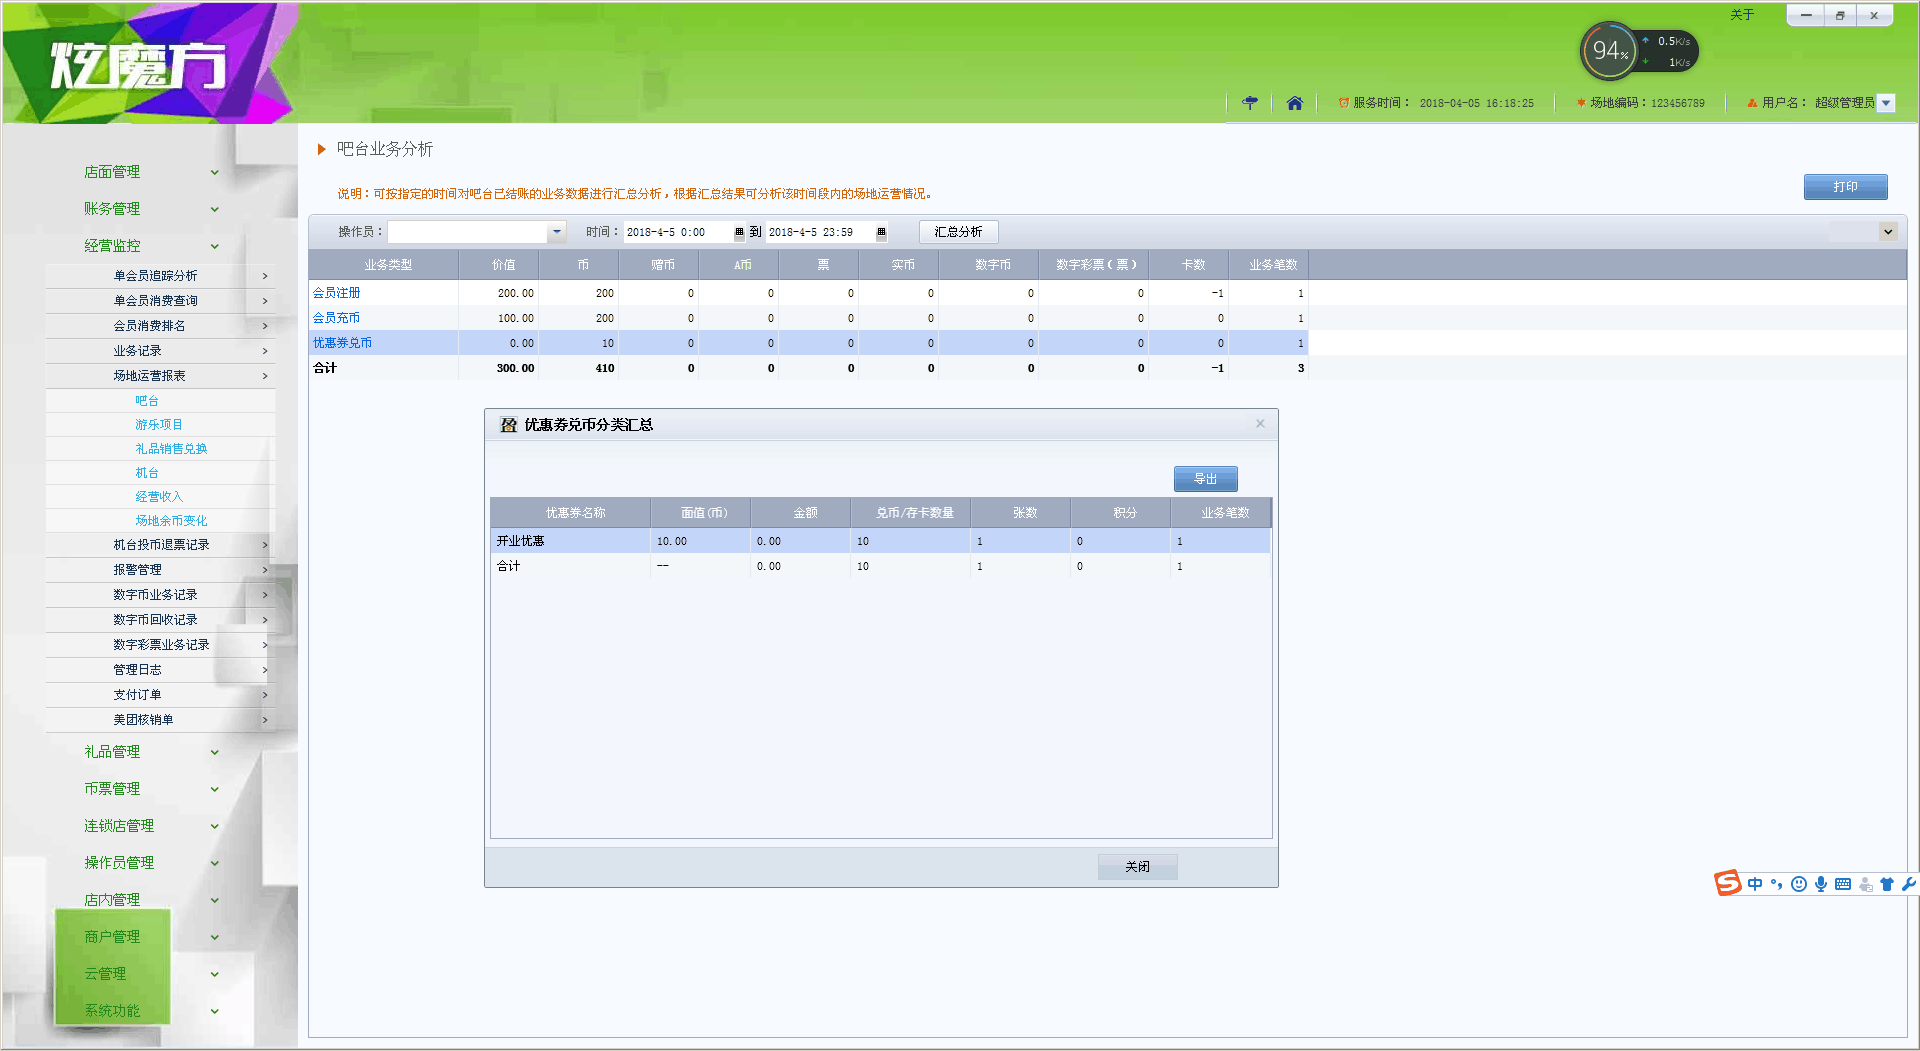 关于
炫魔方
94%
0.5K/s
1K/s
服务时间： 2018-04-05 16:18:25
场地编码：123456789
用户名： 超级管理员
店面管理
账务管理
经营监控
单会员追踪分析
单会员消费查询
会员消费排名
业务记录
场地运营报表
吧台
游乐项目
礼品销售兑换
机台
经营收入
场地余币变化
机台投币退票记录
报警管理
数字币业务记录
数字币回收记录
数字彩票业务记录
管理日志
支付订单
美团核销单
礼品管理
币票管理
连锁店管理
操作员管理
店内管理
商户管理
云管理
系统功能
吧台业务分析
说明：可按指定的时间对吧台已结账的业务数据进行汇总分析，根据汇总结果可分析该时间段内的场地运营情况。
打印
操作员： 时间： 2018-4-5 0:00 到 2018-4-5 23:59 汇总分析
业务类型 价值 币 赠币 A币 票 实币 数字币 数字彩票(票) 卡数 业务笔数
会员注册 200.00 200 0 0 0 0 0 0 -1 1
会员充币 100.00 200 0 0 0 0 0 0 0 1
优惠券兑币 0.00 10 0 0 0 0 0 0 0 1
合计 300.00 410 0 0 0 0 0 0 -1 3
优惠券兑币分类汇总
导出
优惠券名称 面值(币) 金额 兑币/存卡数量 张数 积分 业务笔数
开业优惠 10.00 0.00 10 1 0 1
合计 -- 0.00 10 1 0 1
关闭
中